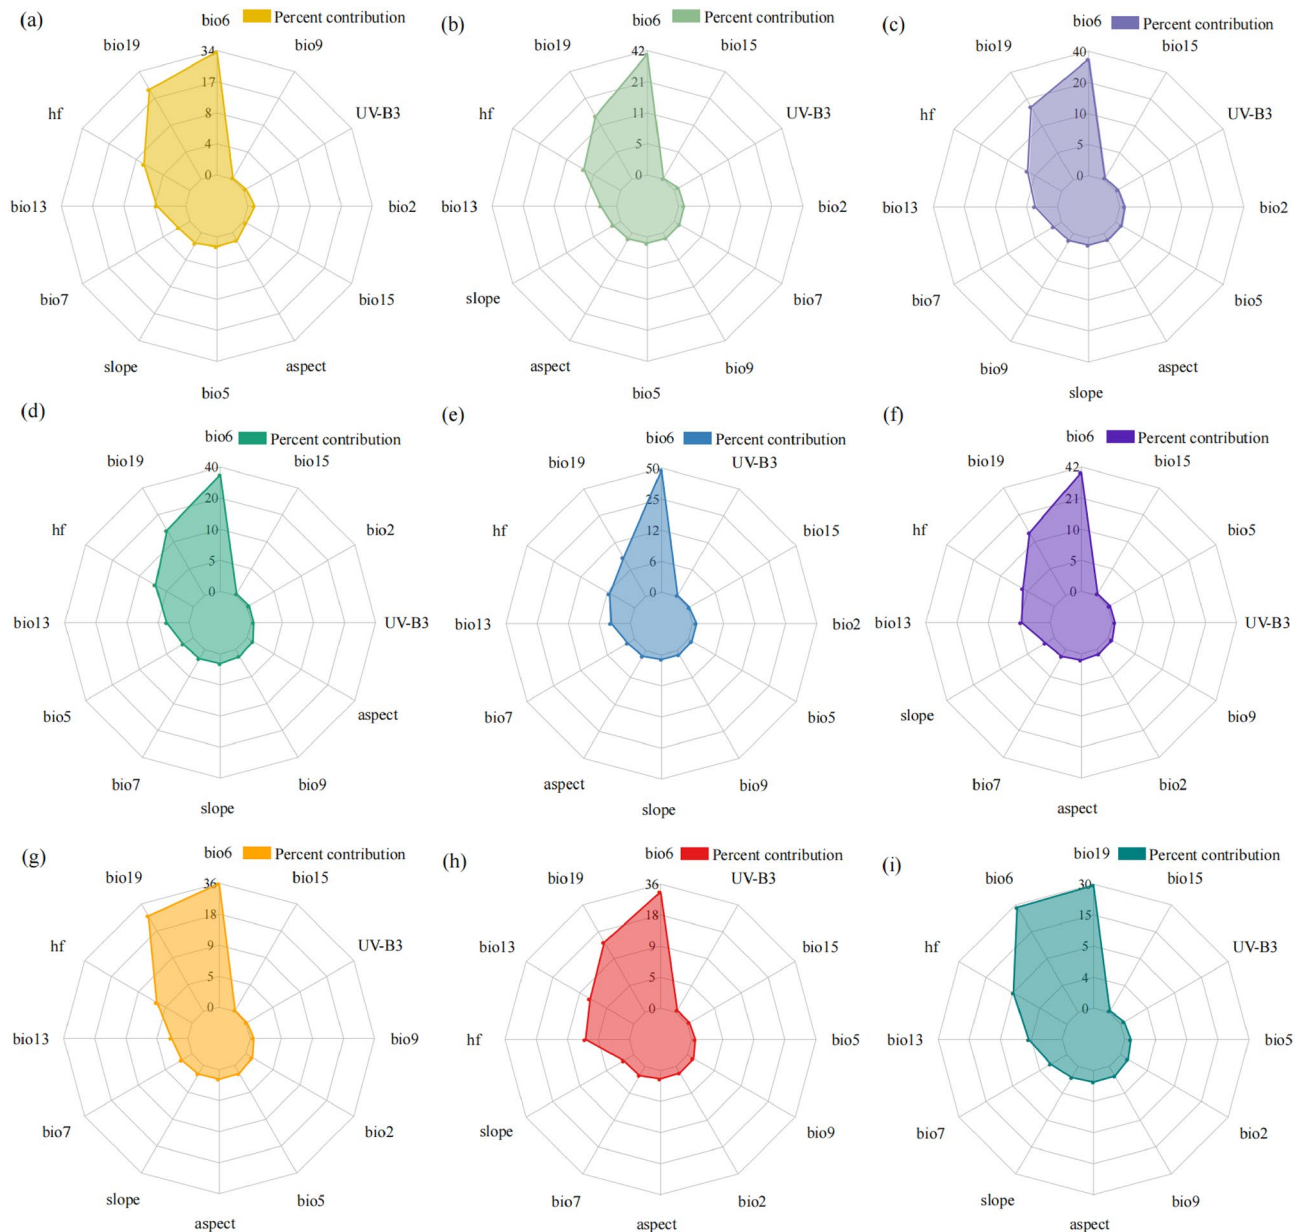 (a)
bio6
Percent contribution
bio19
bio9
34
17
hf
8
UV-B3
4
0
bio13
bio2
bio7
bio15
slope
aspect
bio5
(b)
bio6
Percent contribution
bio19
bio15
42
21
hf
11
UV-B3
5
0
bio13
bio2
slope
bio7
aspect
bio9
bio5
(c)
bio6
Percent contribution
bio19
bio15
40
20
hf
10
UV-B3
5
0
bio13
bio2
bio7
bio5
bio9
aspect
slope
(d)
bio6
Percent contribution
bio19
bio15
40
20
hf
10
bio2
5
0
bio13
UV-B3
bio5
aspect
bio7
bio9
slope
(e)
bio6
Percent contribution
bio19
UV-B3
50
25
hf
12
bio15
6
0
bio13
bio2
bio7
bio5
aspect
bio9
slope
(f)
bio6
Percent contribution
bio19
bio15
42
21
hf
10
bio5
5
0
bio13
UV-B3
slope
bio9
bio7
bio2
aspect
(g)
bio6
Percent contribution
bio19
bio15
36
18
hf
9
UV-B3
5
0
bio13
bio9
bio7
bio2
slope
bio5
aspect
(h)
bio6
Percent contribution
bio19
UV-B3
36
18
bio13
9
bio15
5
0
hf
bio5
slope
bio9
bio7
bio2
aspect
(i)
bio19
Percent contribution
bio6
bio15
30
15
hf
5
UV-B3
4
0
bio13
bio5
bio7
bio2
slope
bio9
aspect